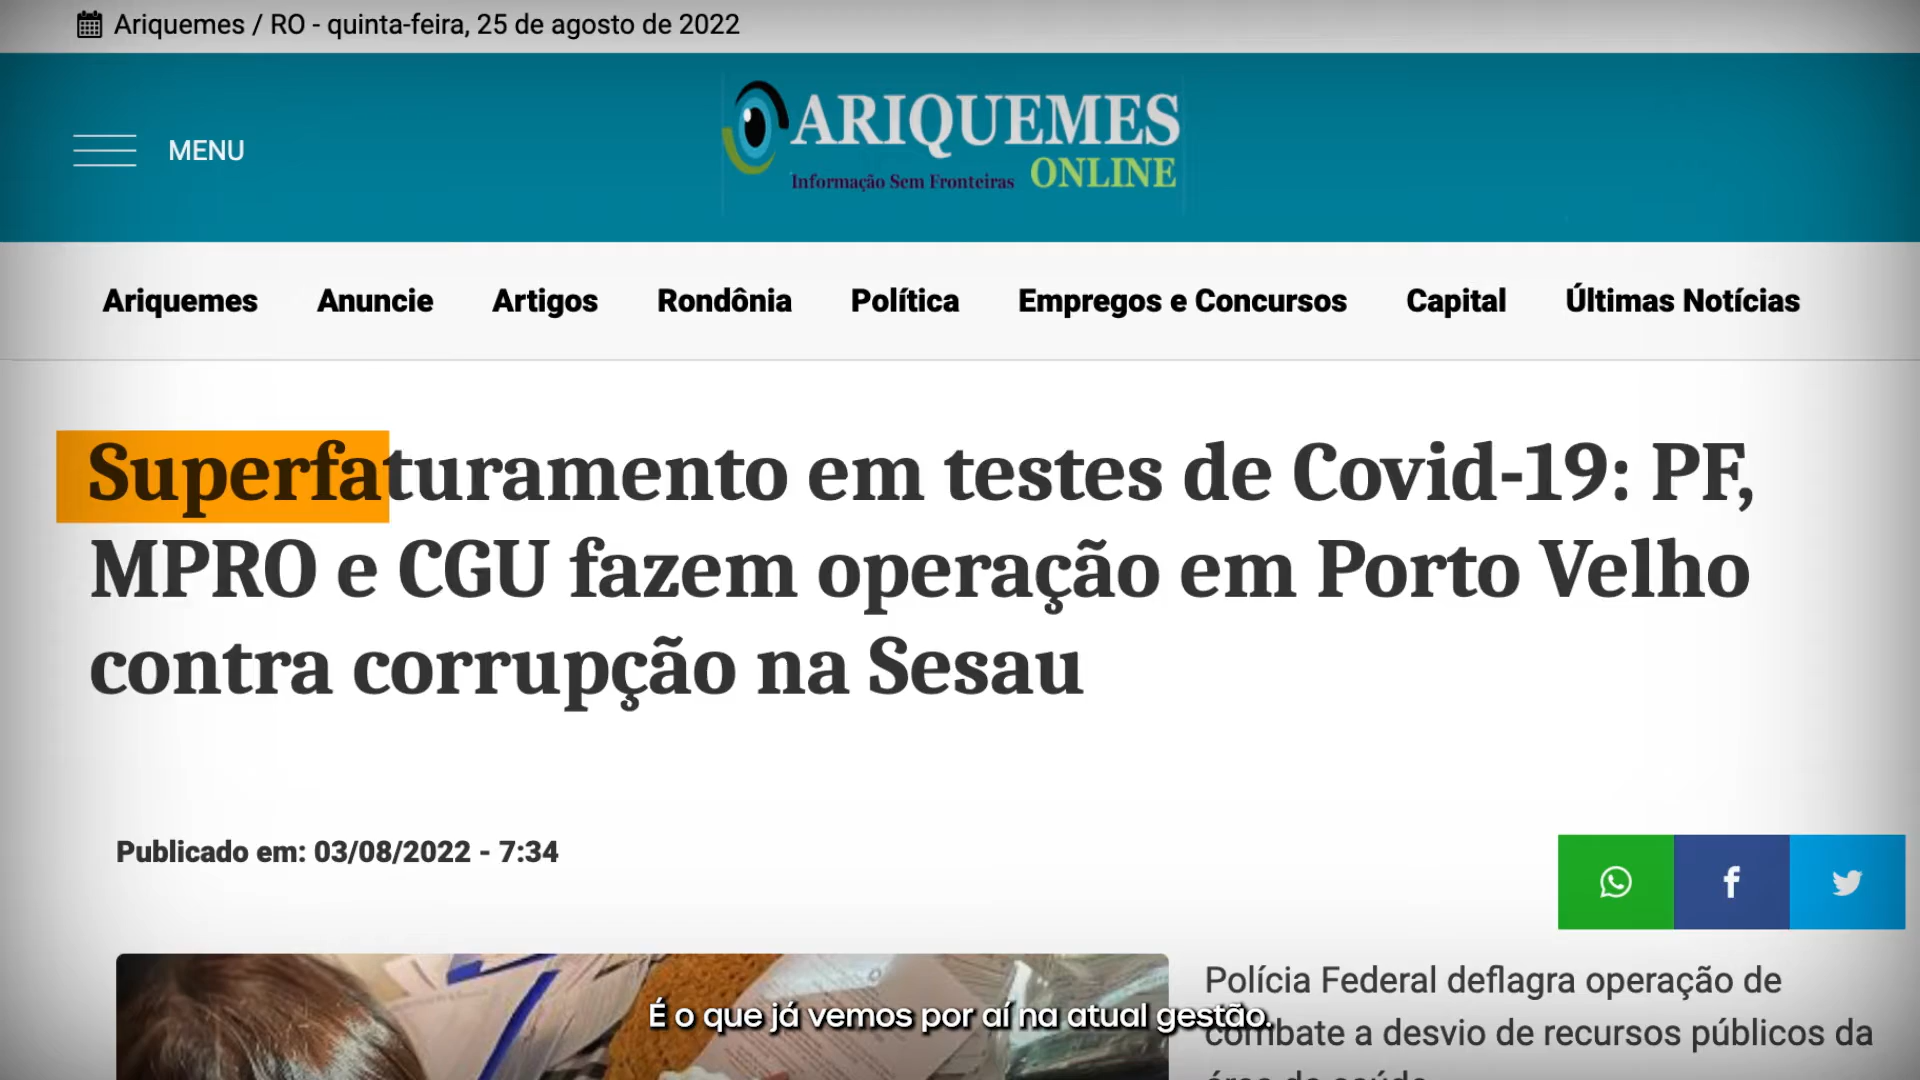 Ariquemes / RO - quinta-feira, 25 de agosto de 2022
MENU
ARIQUEMES
Informação Sem Fronteiras ONLINE
Ariquemes Anuncie Artigos Rondônia Política Empregos e Concursos Capital Últimas Notícias
Superfaturamento em testes de Covid-19: PF,
MPRO e CGU fazem operação em Porto Velho
contra corrupção na Sesau
Publicado em: 03/08/2022 - 7:34
Polícia Federal deflagra operação de
combate a desvio de recursos públicos da
área da saúde
É o que já vemos por aí na atual gestão.